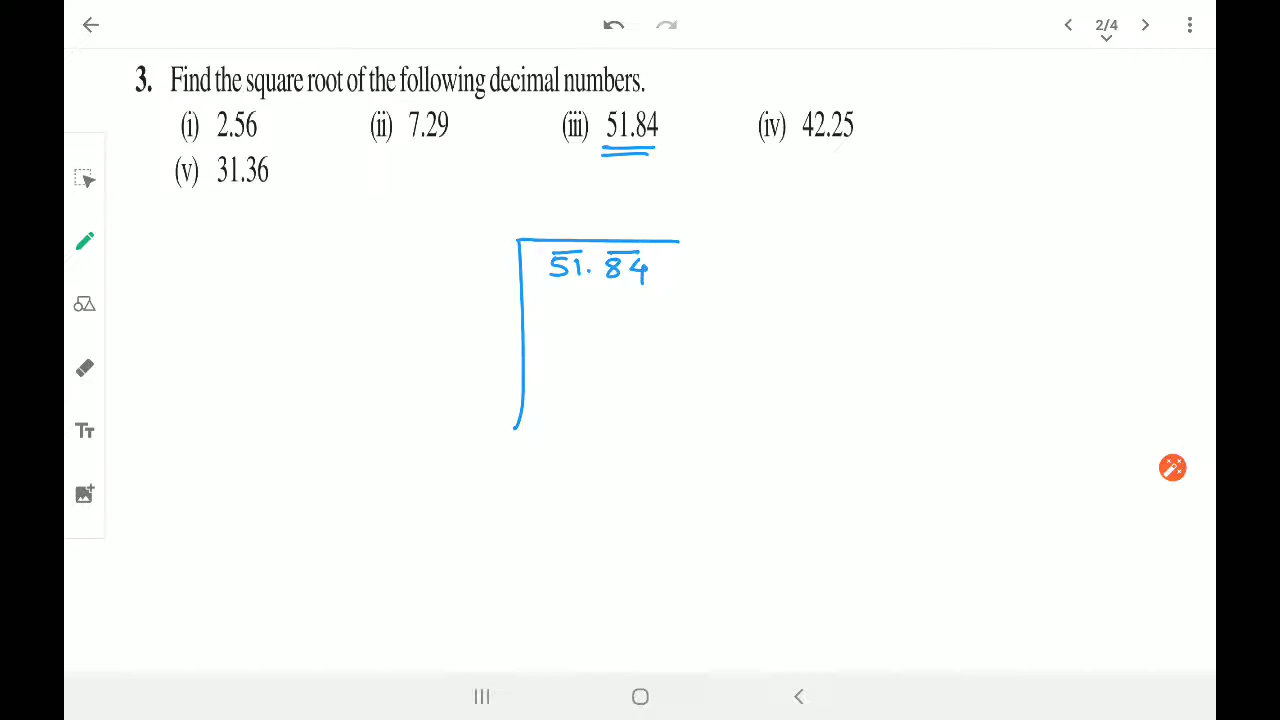 2/4
3. Find the square root of the following decimal numbers.
(i) 2.56 (ii) 7.29 (iii) 51.84 (iv) 42.25
(v) 31.36
51.84
Tт